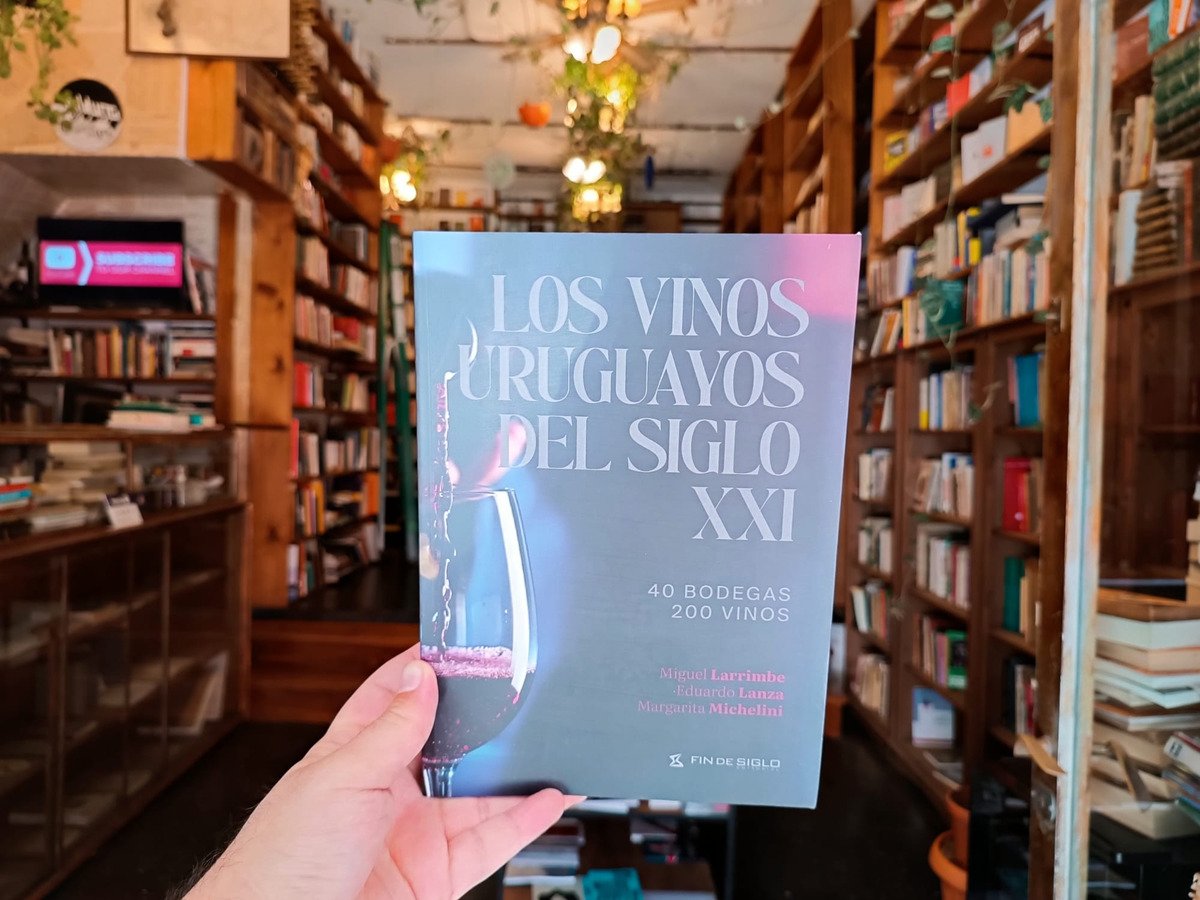 SUBSCRIBE
LOS VINOS
URUGUAYOS
DEL SIGLO
XXI
40 BODEGAS
200 VINOS
Miguel Larrimbe
Eduardo Lanza
Margarita Michelini
FIN DE SIGLO
EDITORIAL